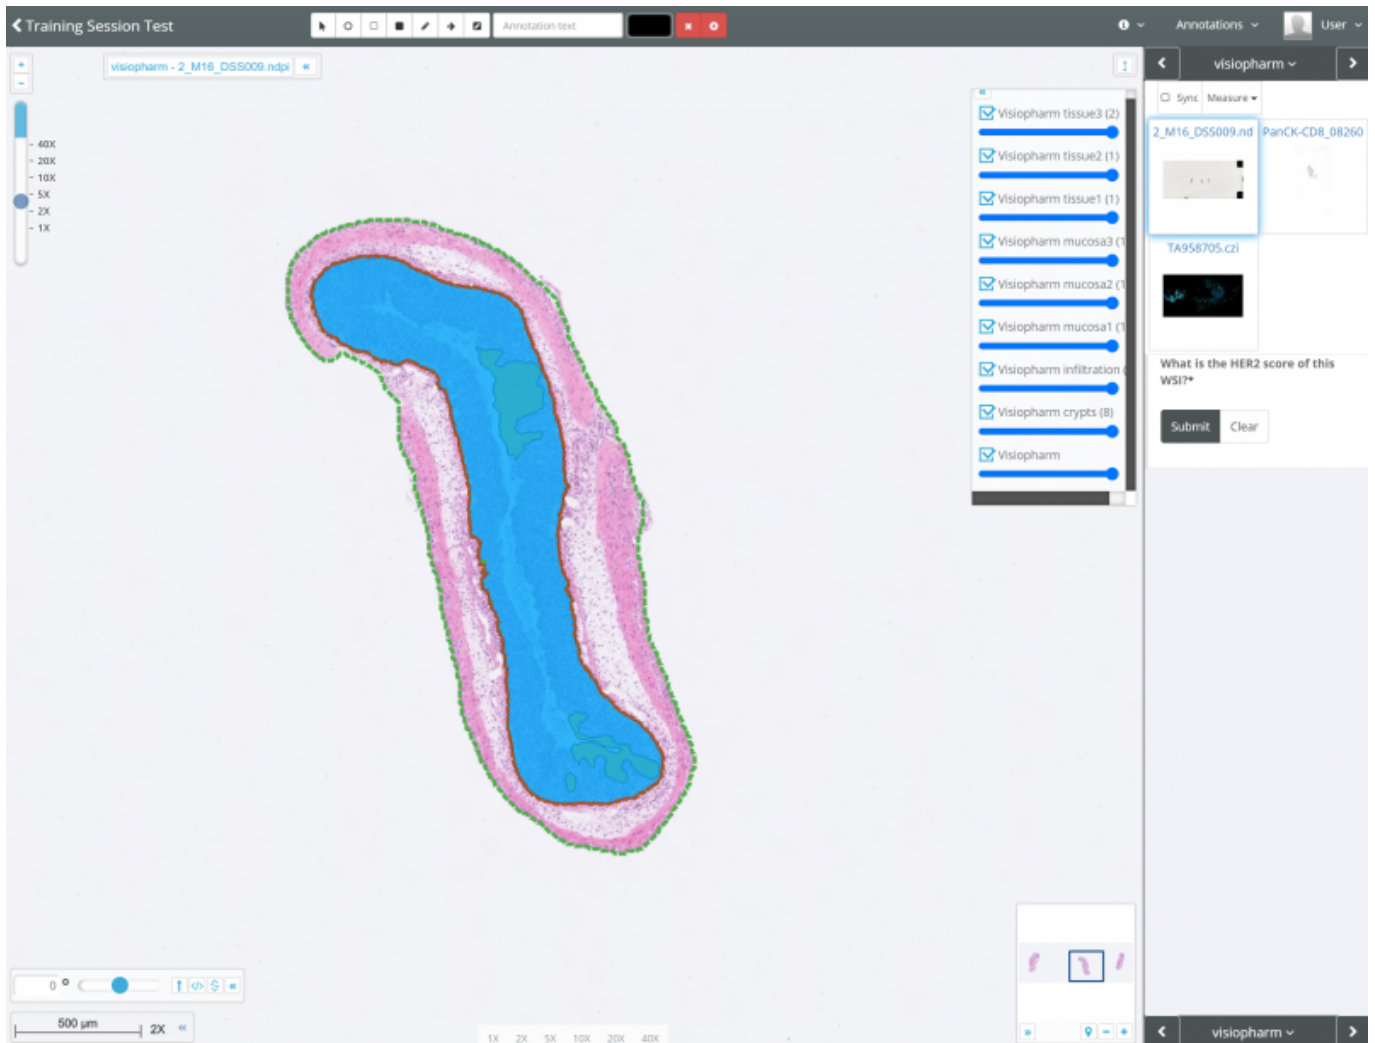 Training Session Test
Annotation text
Annotations
User
visiopharm - 2_M16_DSS009.ndpi
visiopharm
Sync Measure
40X
20X
10X
5X
2X
1X
Visiopharm tissue3 (2)
Visiopharm tissue2 (1)
Visiopharm tissue1 (1)
Visiopharm mucosa3 (1
Visiopharm mucosa2 (1
Visiopharm mucosa1 (1
Visiopharm infiltration (
Visiopharm crypts (8)
Visiopharm
2_M16_DSS009.nd
PanCK-CD8_08260
TA958705.czi
What is the HER2 score of this
WSI?*
Submit Clear
0 °
500 µm
2X
1X 2X 5X 10X 20X 40X
visiopharm